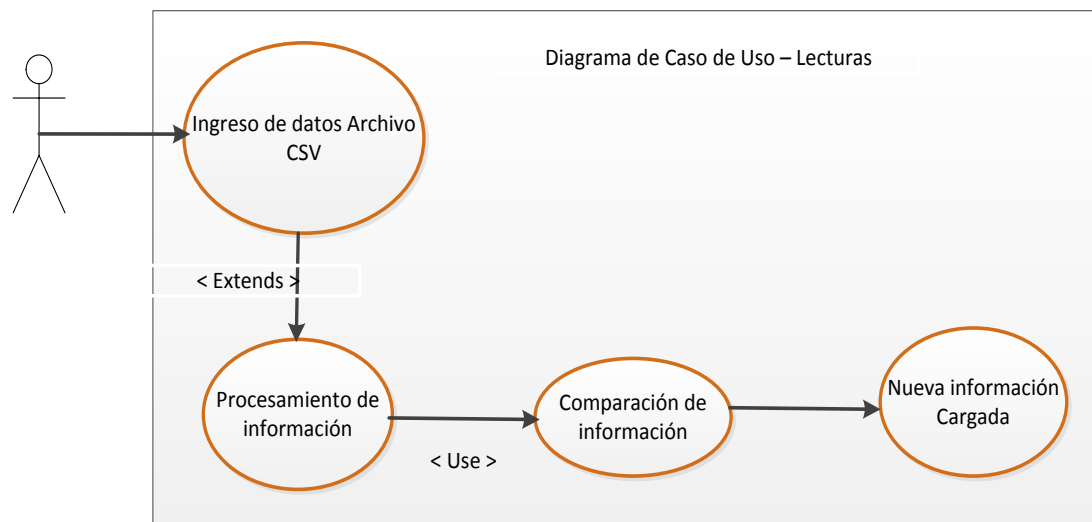 Diagrama de Caso de Uso – Lecturas
Ingreso de datos Archivo
CSV
< Extends >
Procesamiento de
información
< Use >
Comparación de
información
Nueva información
Cargada